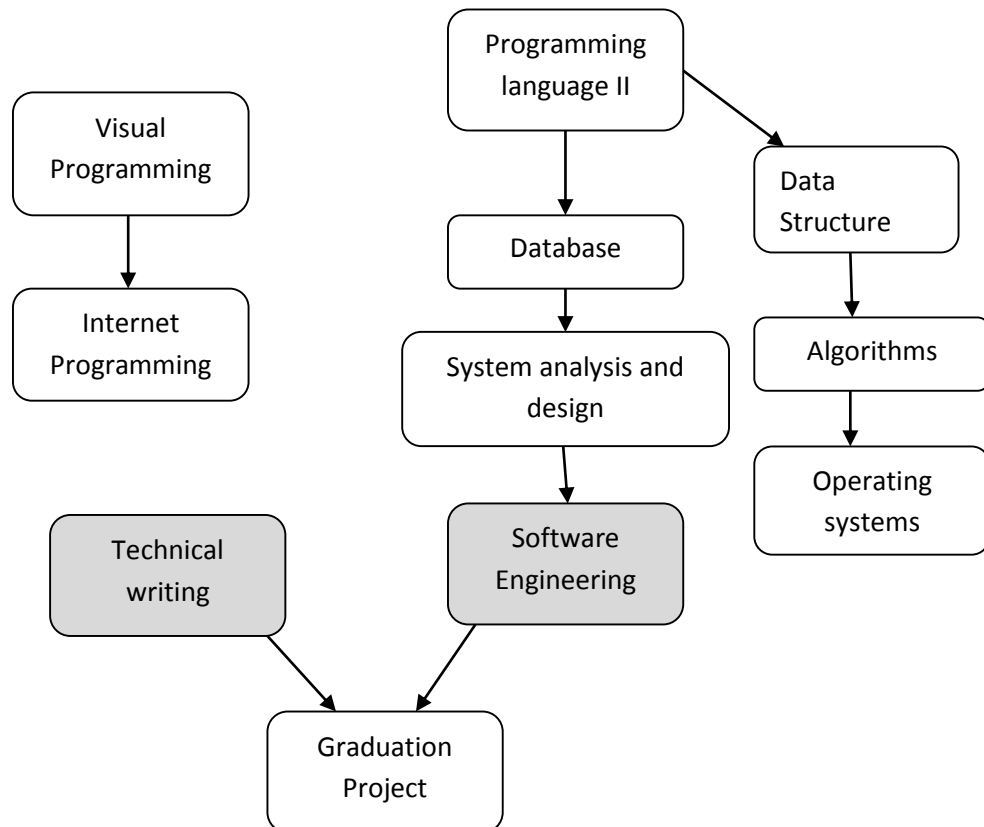 Programming
language II
Visual
Programming
Data
Structure
Database
Internet
Programming
Algorithms
System analysis and
design
Operating
systems
Software
Engineering
Technical
writing
Graduation
Project